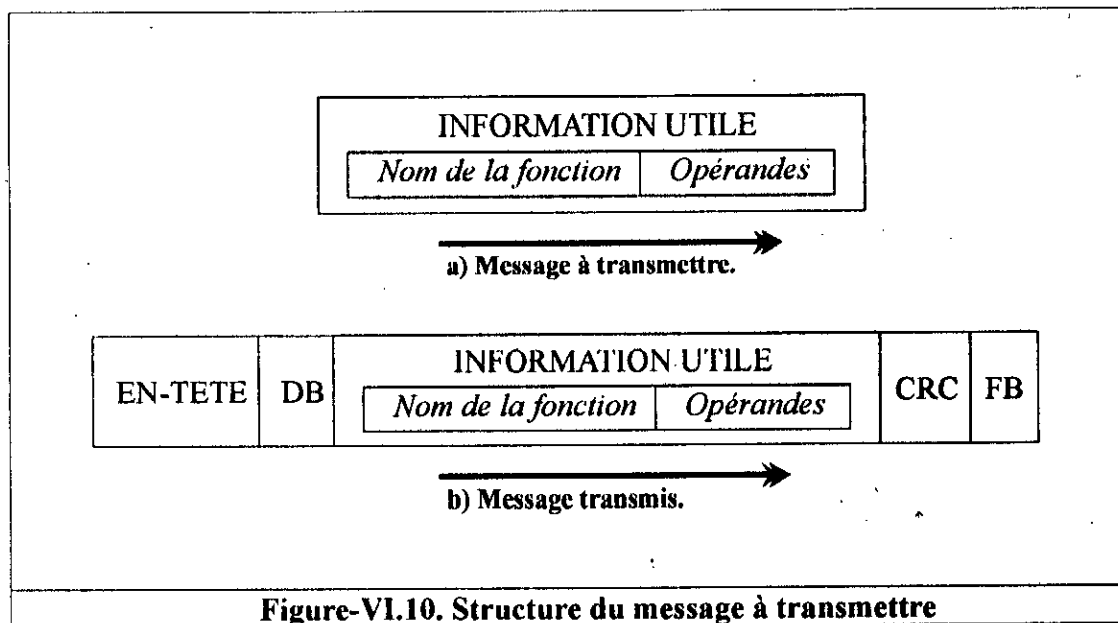 INFORMATION UTILE
Nom de la fonction Opérandes
a) Message à transmettre.
EN-TETE DB INFORMATION UTILE CRC FB
Nom de la fonction Opérandes
b) Message transmis.
Figure-VI.10. Structure du message à transmettre